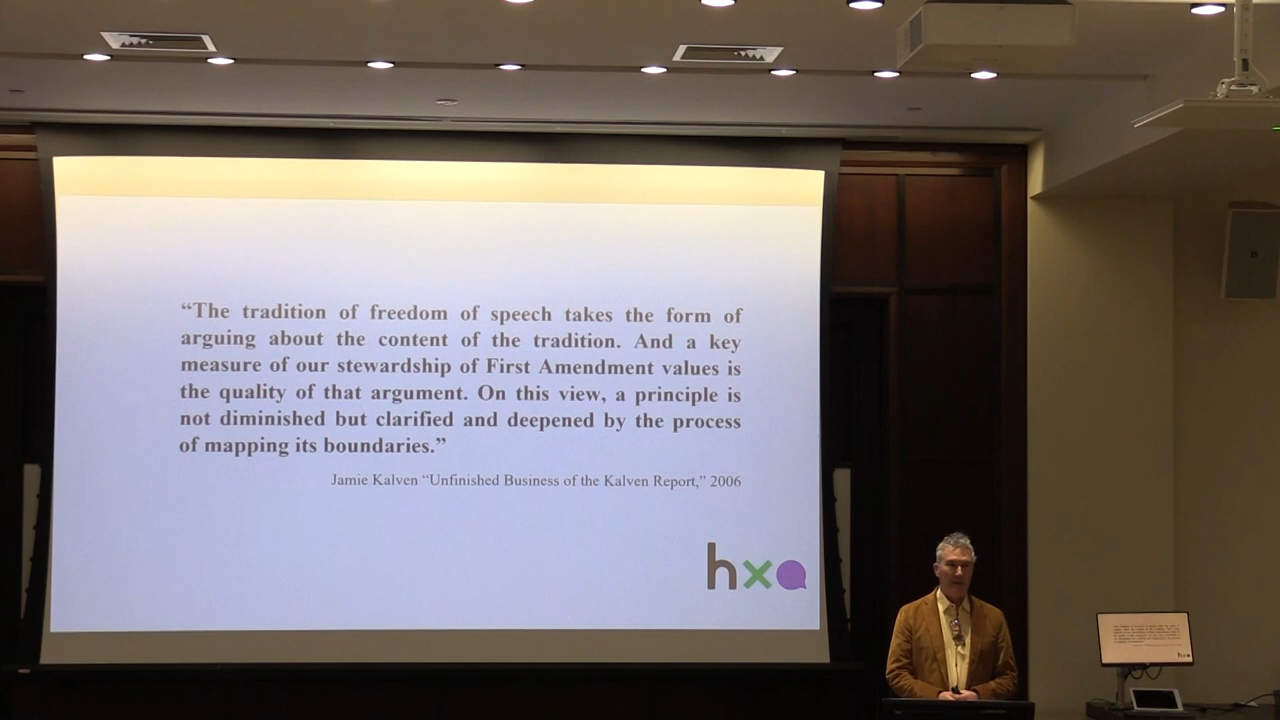 “The tradition of freedom of speech takes the form of
arguing about the content of the tradition. And a key
measure of our stewardship of First Amendment values is
the quality of that argument. On this view, a principle is
not diminished but clarified and deepened by the process
of mapping its boundaries.”
Jamie Kalven “Unfinished Business of the Kalven Report,” 2006
hxa
hxa